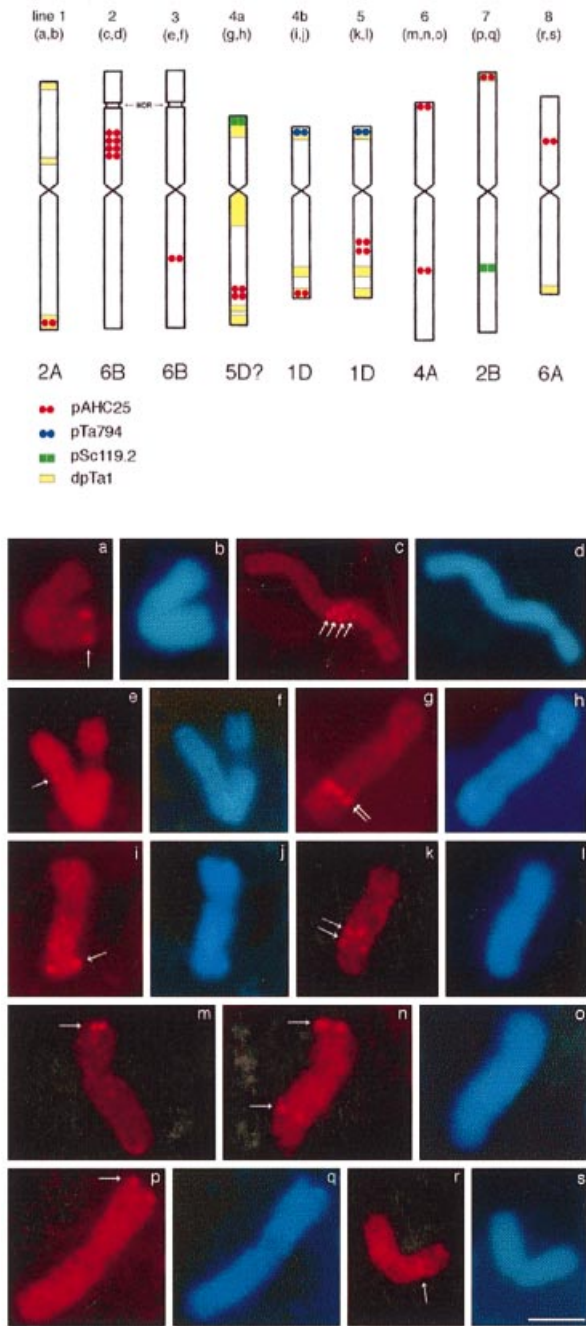 line 1 2 3 4a 4b 5 6 7 8
(a,b) (c,d) (e,f) (g,h) (i,j) (k,l) (m,n,o) (p,q) (r,s)
NOR
2A 6B 6B 5D? 1D 1D 4A 2B 6A
pAHC25
pTa794
pSc119.2
dpTa1
a b c d
e f g h
i j k l
m n o
p q r s